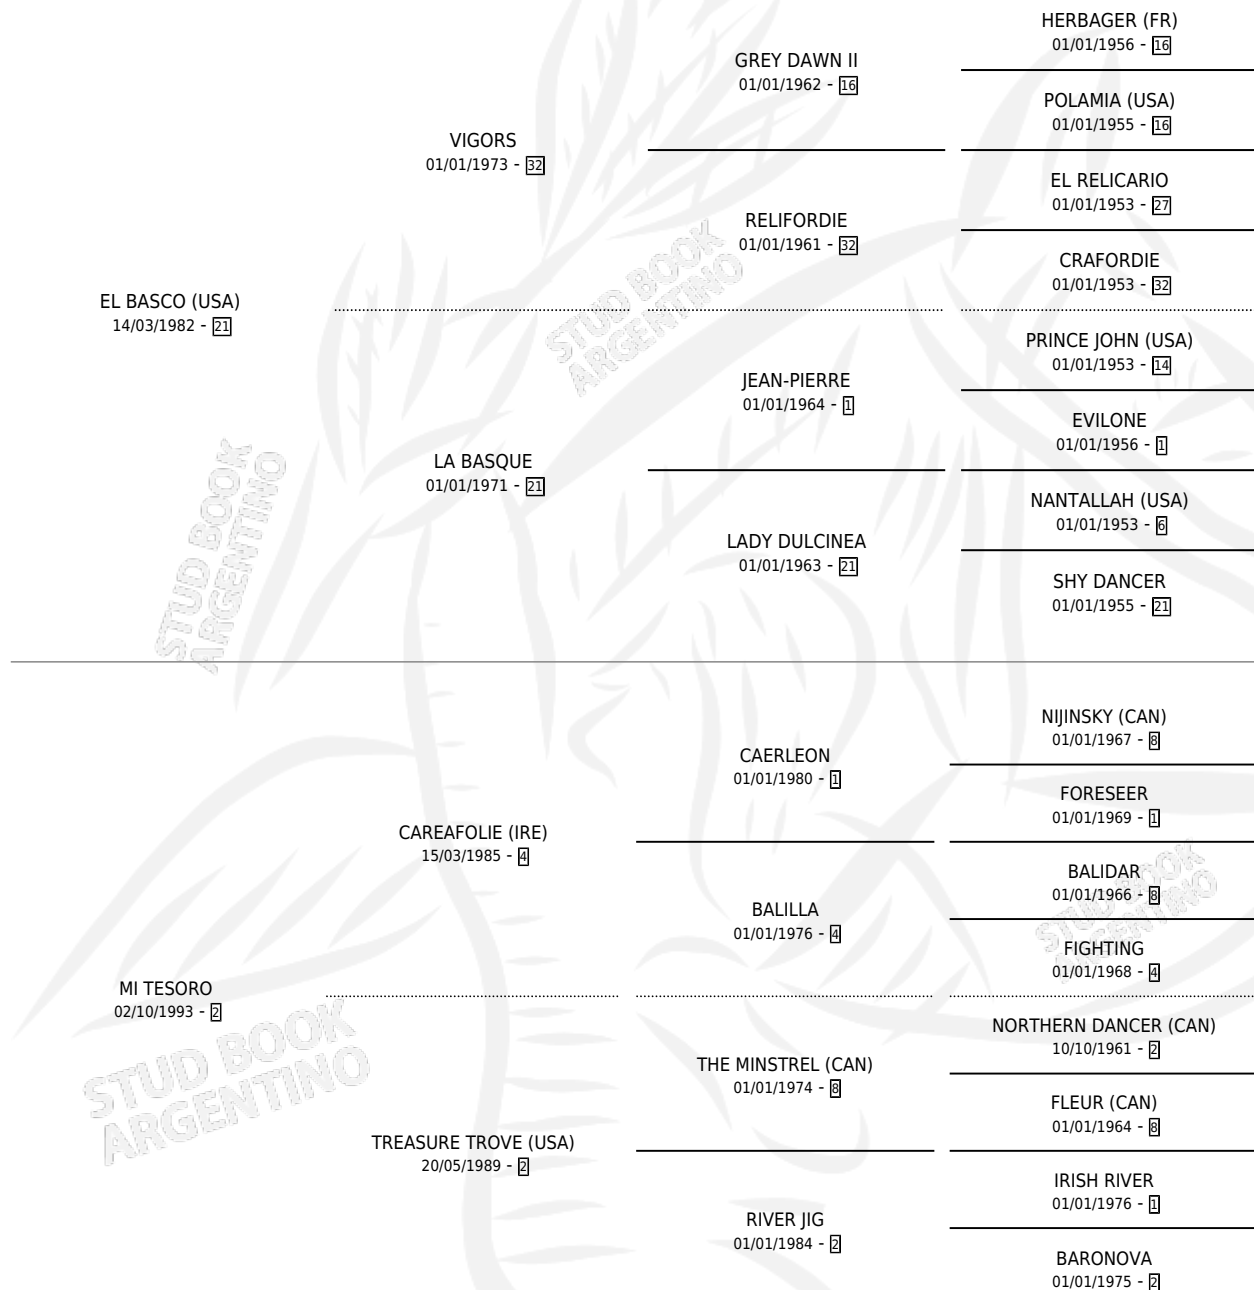 HERBAGER (FR)
01/01/1956 - 16
GREY DAWN II
01/01/1962 - 16
POLAMIA (USA)
01/01/1955 - 16
VIGORS
01/01/1973 - 32
EL RELICARIO
01/01/1953 - 27
RELIFORDIE
01/01/1961 - 32
CRAFORDIE
01/01/1953 - 32
EL BASCO (USA)
14/03/1982 - 21
PRINCE JOHN (USA)
01/01/1953 - 14
JEAN-PIERRE
01/01/1964 - 1
EVILONE
01/01/1956 - 1
LA BASQUE
01/01/1971 - 21
NANTALLAH (USA)
01/01/1953 - 6
LADY DULCINEA
01/01/1963 - 21
SHY DANCER
01/01/1955 - 21
STUD BOOK
ARGENTINO
STUD BOOK
ARGENTINO
NIJINSKY (CAN)
01/01/1967 - 8
CAERLEON
01/01/1980 - 1
FORESEER
01/01/1969 - 1
CAREAFOLIE (IRE)
15/03/1985 - 4
BALIDAR
01/01/1966 - 8
BALILLA
01/01/1976 - 4
FIGHTING
01/01/1968 - 4
STUD BOOK
ARGENTINO
MI TESORO
02/10/1993 - 2
NORTHERN DANCER (CAN)
10/10/1961 - 2
THE MINSTREL (CAN)
01/01/1974 - 8
FLEUR (CAN)
01/01/1964 - 8
STUD BOOK
ARGENTINO
TREASURE TROVE (USA)
20/05/1989 - 2
IRISH RIVER
01/01/1976 - 1
RIVER JIG
01/01/1984 - 2
BARONOVA
01/01/1975 - 2